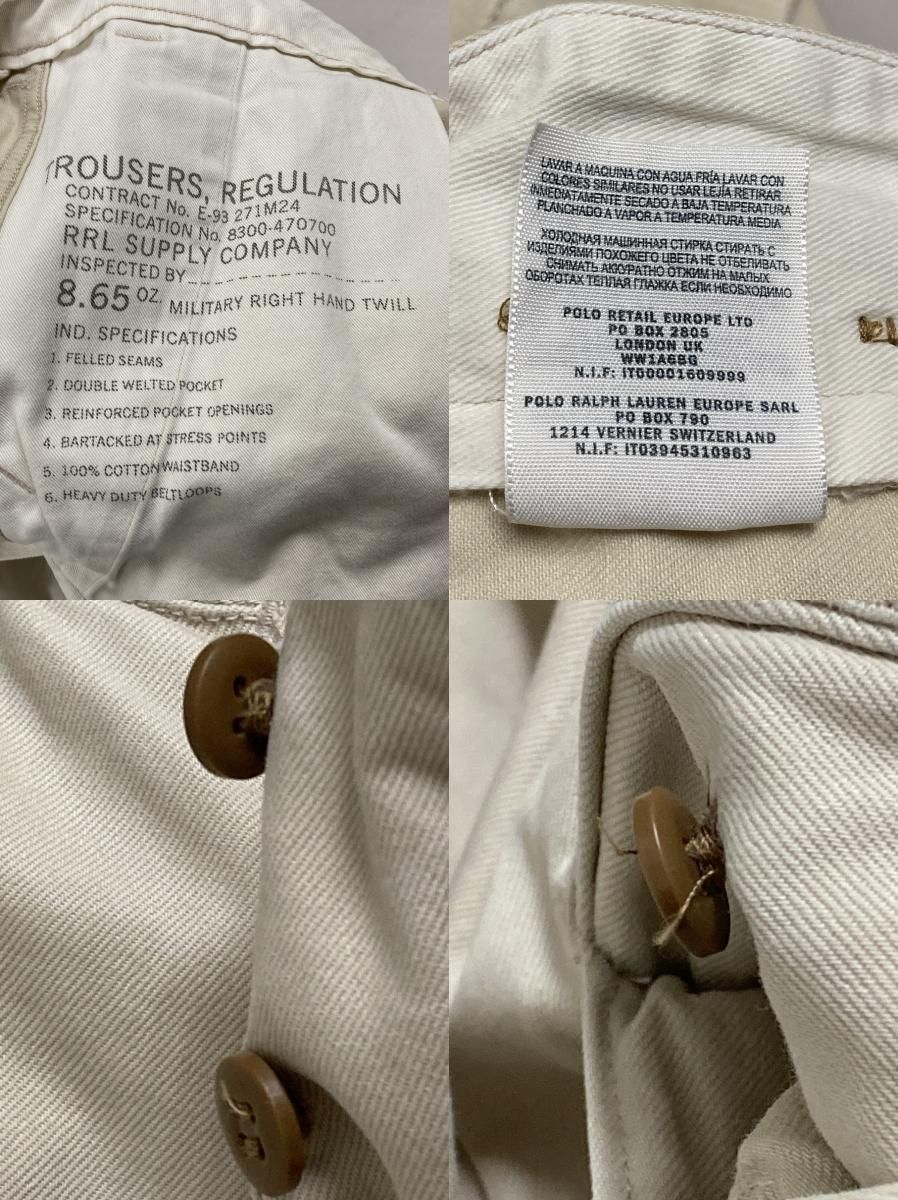 TROUSERS, REGULATION
CONTRACT No. E-93 271M24
SPECIFICATION No. 8300-470700
RRL SUPPLY COMPANY
INSPECTED BY
8.65 OZ. MILITARY RIGHT HAND TWILL
IND. SPECIFICATIONS
1. FELLED SEAMS
2. DOUBLE WELTED POCKET
3. REINFORCED POCKET OPENINGS
4. BARTACKED AT STRESS POINTS
5. 100% COTTON WAISTBAND
6. HEAVY DUTY BELTLOOPS
LAVAR A MAQUINA CON AGUA FRÍA LAVAR CON
COLORES SIMILARES NO USAR LEJÍA RETIRAR
INMEDIATAMENTE SECADO A BAJA TEMPERATURA
PLANCHADO A VAPOR A TEMPERATURA MEDIA
ХОЛОДНАЯ МАШИННАЯ СТИРКА СТИРАТЬ С
ИЗДЕЛИЯМИ ПОХОЖЕГО ЦВЕТА НЕ ОТБЕЛИВАТЬ
СНИМАТЬ АККУРАТНО ОТЖИМ НА МАЛЫХ
ОБОРОТАХ ТЕПЛАЯ ГЛАЖКА ЕСЛИ НЕОБХОДИМО
POLO RETAIL EUROPE LTD
PO BOX 2805
LONDON UK
WW1A6BG
N.I.F: IT00001609999
POLO RALPH LAUREN EUROPE SARL
PO BOX 790
1214 VERNIER SWITZERLAND
N.I.F: IT03945310963